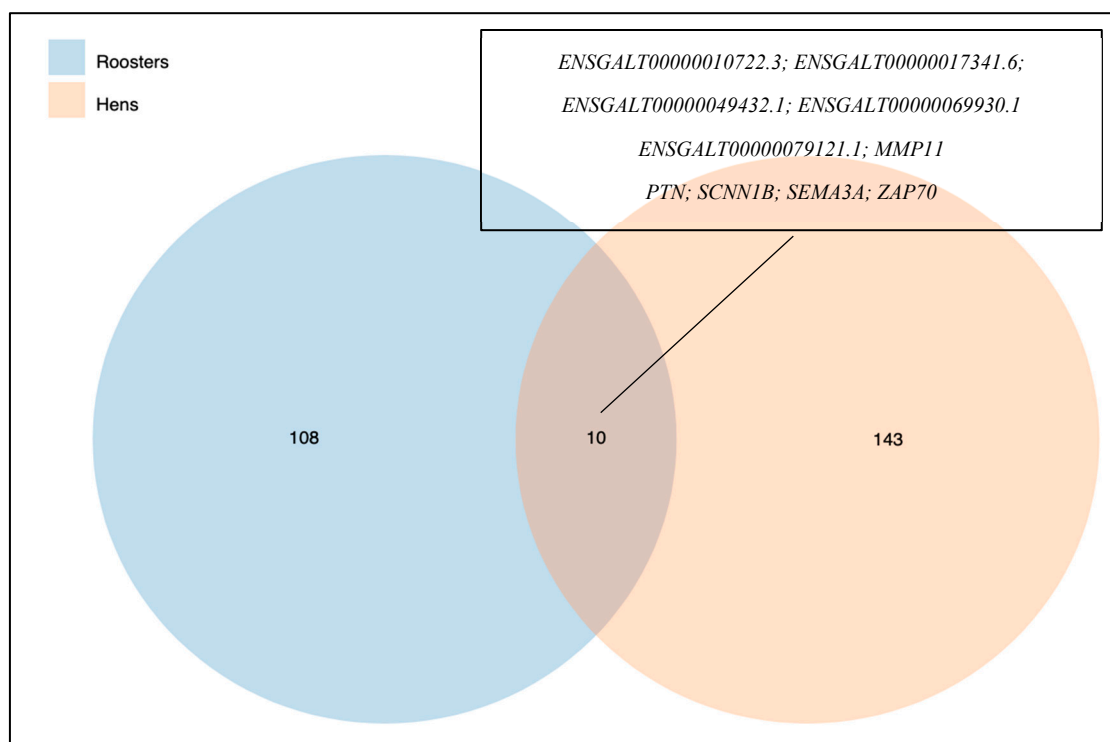 Roosters
Hens
ENSGALT00000010722.3; ENSGALT00000017341.6;
ENSGALT00000049432.1; ENSGALT00000069930.1
ENSGALT00000079121.1; MMP11
PTN; SCNN1B; SEMA3A; ZAP70
108
10
143